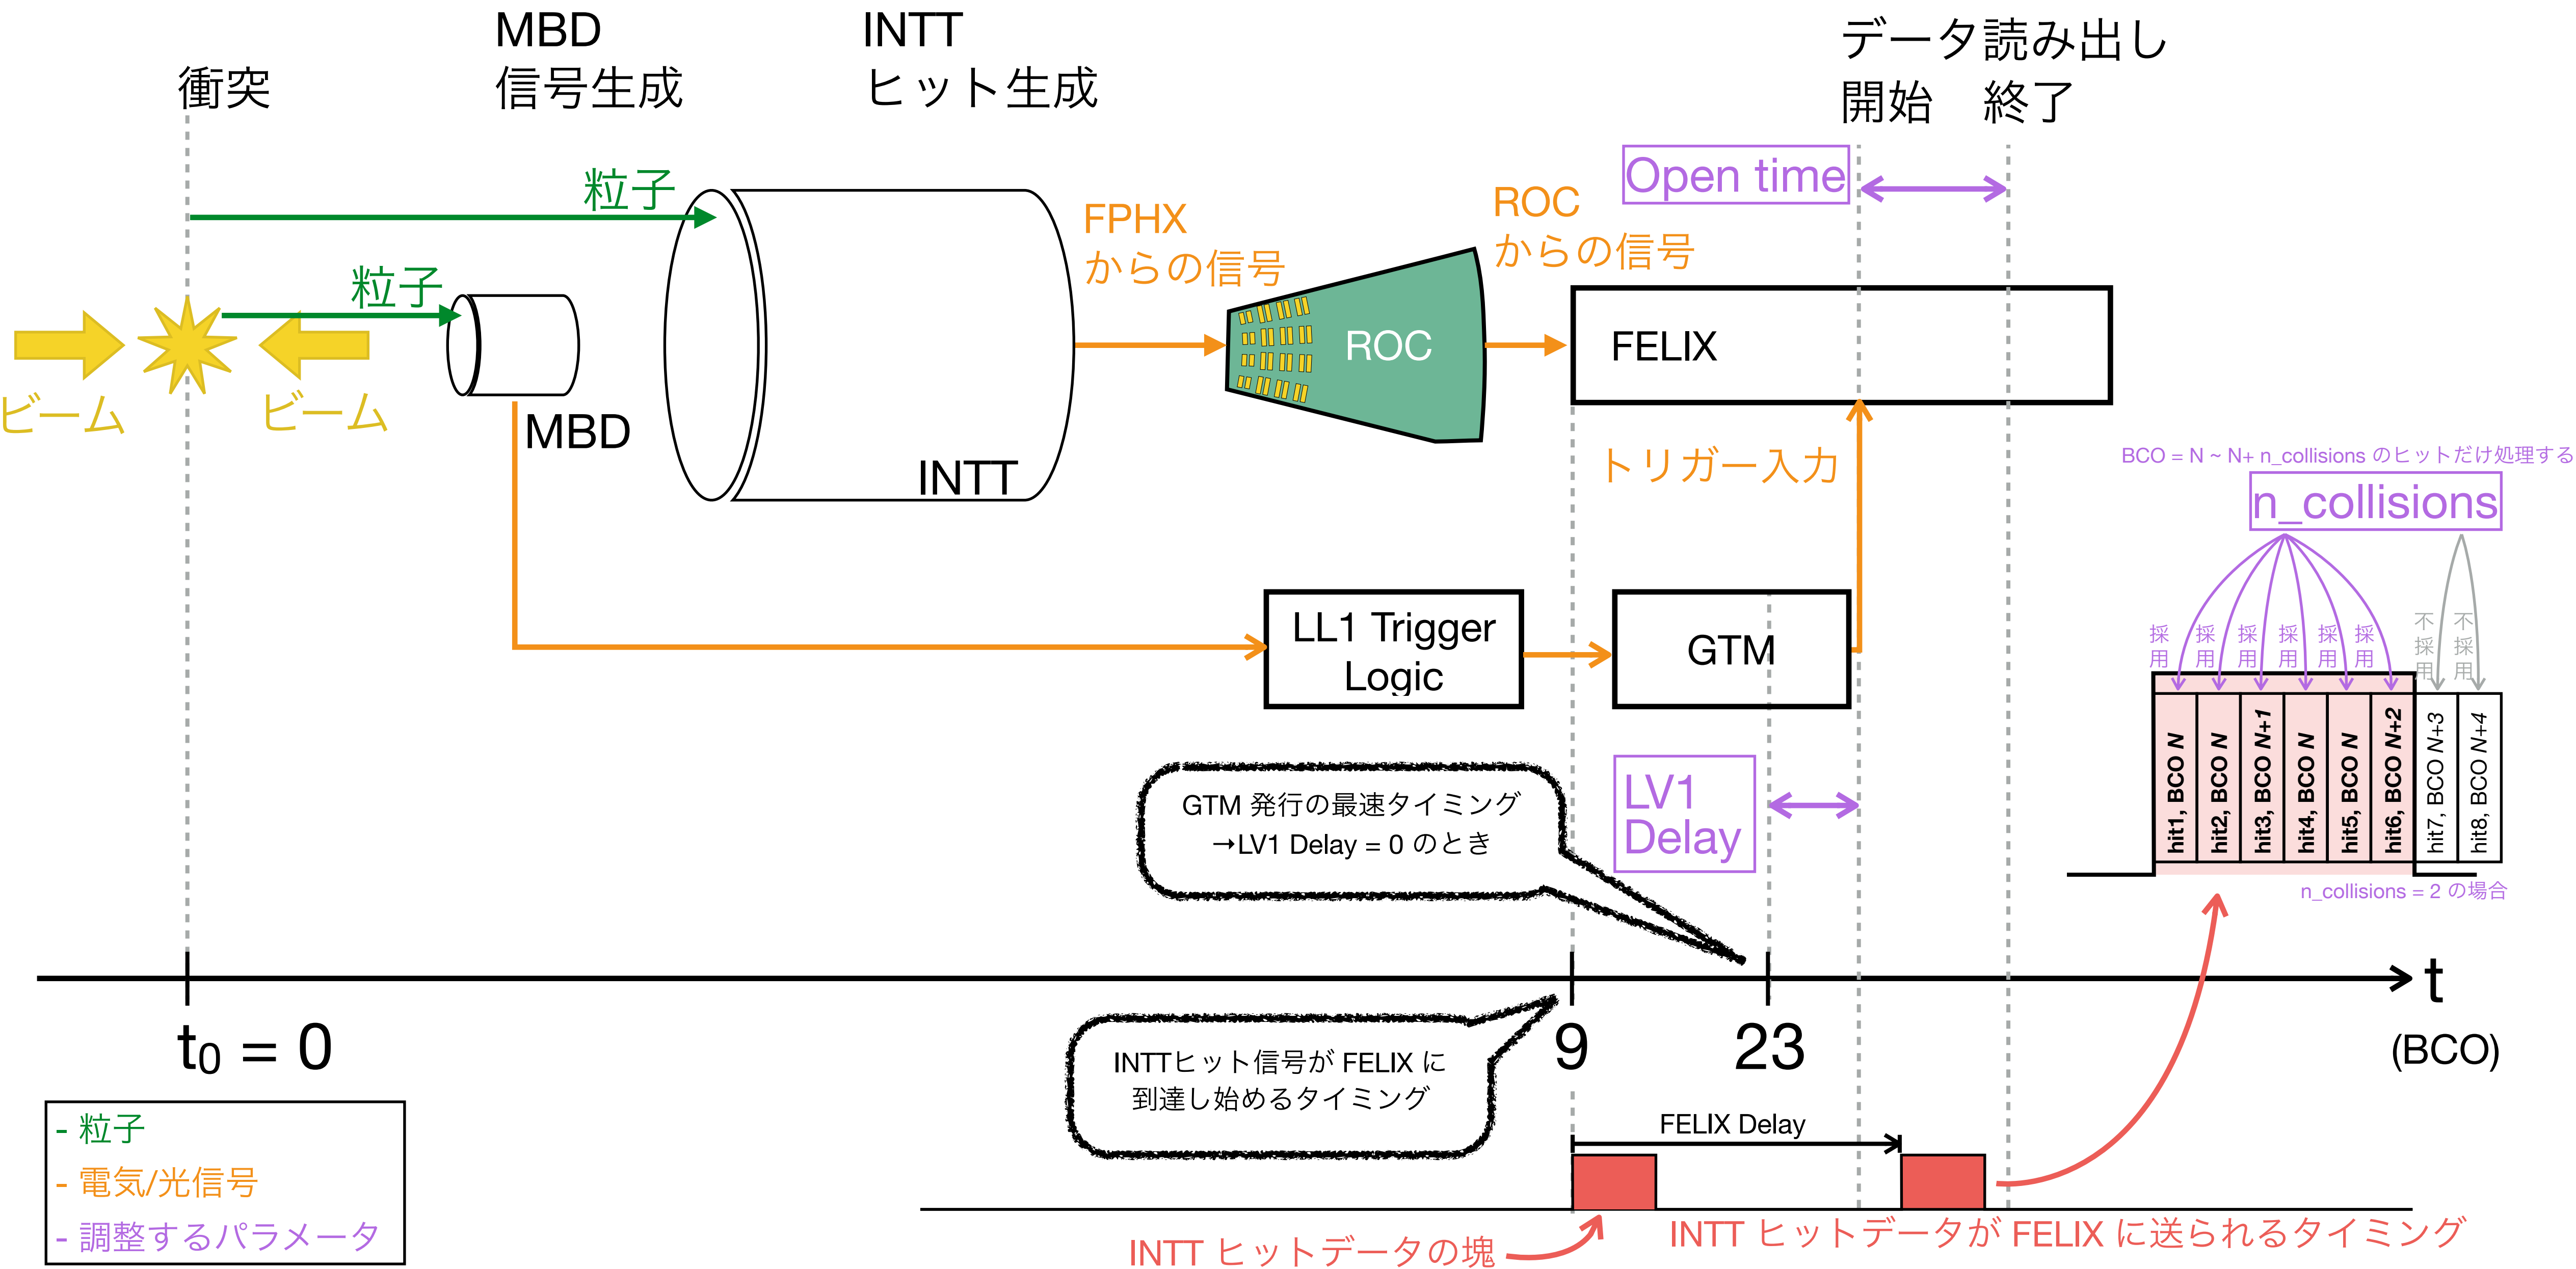 衝突
MBD
信号生成
INTT
ヒット生成
データ読み出し
開始
終了
粒子
粒子
ビーム
ビーム
MBD
INTT
FPHX
からの信号
ROC
ROC
からの信号
Open time
FELIX
トリガー入力
LL1 Trigger
Logic
GTM
BCO = N ~ N+ n_collisions のヒットだけ処理する
n_collisions
採用
採用
採用
採用
採用
採用
不採用
不採用
hit1, BCO N
hit2, BCO N
hit3, BCO N+1
hit4, BCO N
hit5, BCO N
hit6, BCO N+2
hit7, BCO N+3
hit8, BCO N+4
n_collisions = 2 の場合
LV1
Delay
GTM 発行の最速タイミング
→LV1 Delay = 0 のとき
t
(BCO)
t₀ = 0
9
23
INTTヒット信号が FELIX に
到達し始めるタイミング
FELIX Delay
INTT ヒットデータの塊
INTT ヒットデータが FELIX に送られるタイミング
- 粒子
- 電気/光信号
- 調整するパラメータ